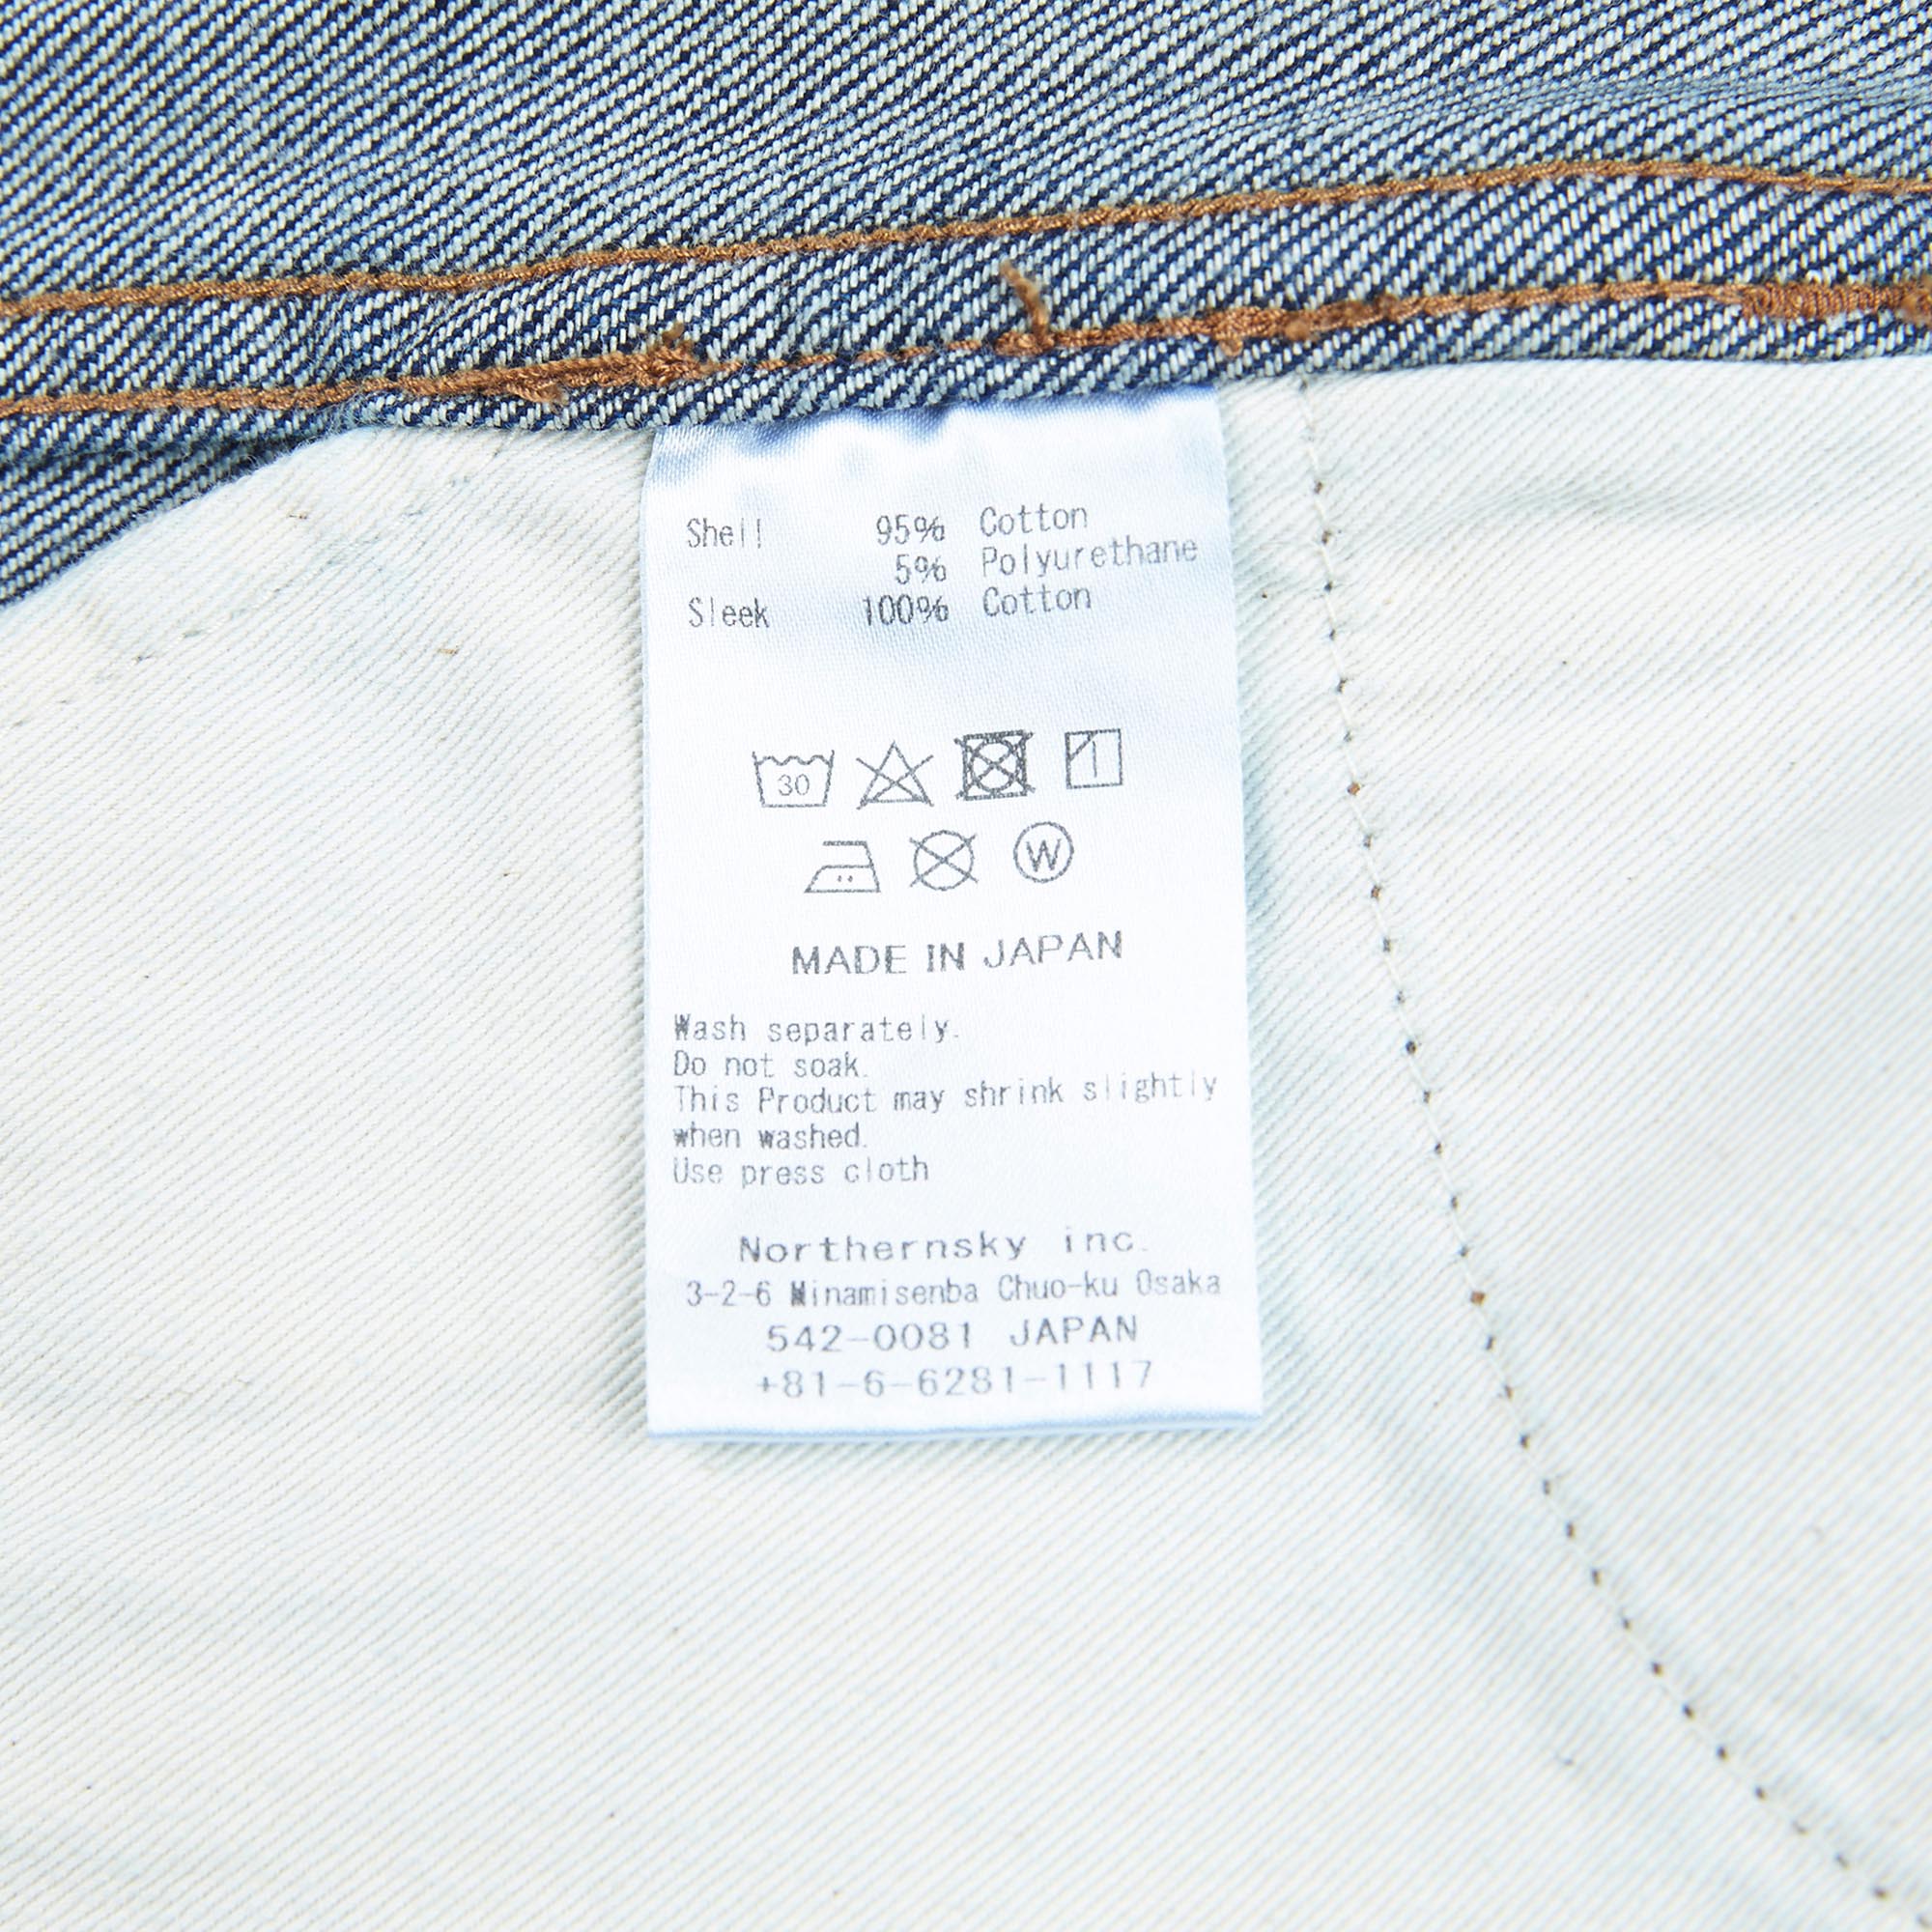 Shell 95% Cotton
5% Polyurethane
Sleek 100% Cotton
30
W
MADE IN JAPAN
Wash separately.
Do not soak.
This Product may shrink slightly
when washed.
Use press cloth
Northernsky inc.
3-2-6 Minamisenba Chuo-ku Osaka
542-0081 JAPAN
+81-6-6281-1117